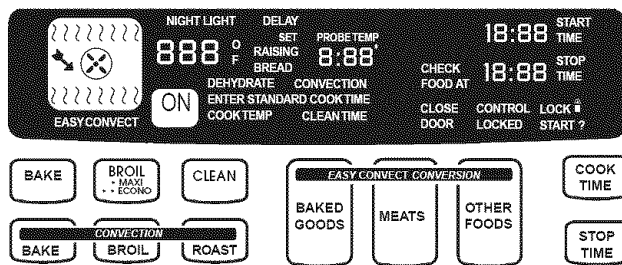 NIGHT LIGHT DELAY
SET PROBE TEMP
888 O F RAISING BREAD 8:88°
DEHYDRATE CONVECTION
ENTER STANDARD COOK TIME
ON
COOK TEMP CLEAN TIME
EASY CONVECT
18:88 START TIME
CHECK FOOD AT 18:88 STOP TIME
CLOSE CONTROL LOCK
DOOR LOCKED START ?
BAKE
BROIL
• MAXI
• • ECONO
CLEAN
CONVECTION
BAKE BROIL ROAST
EASY CONVECT CONVERSION
BAKED GOODS
MEATS
OTHER FOODS
COOK TIME
STOP TIME